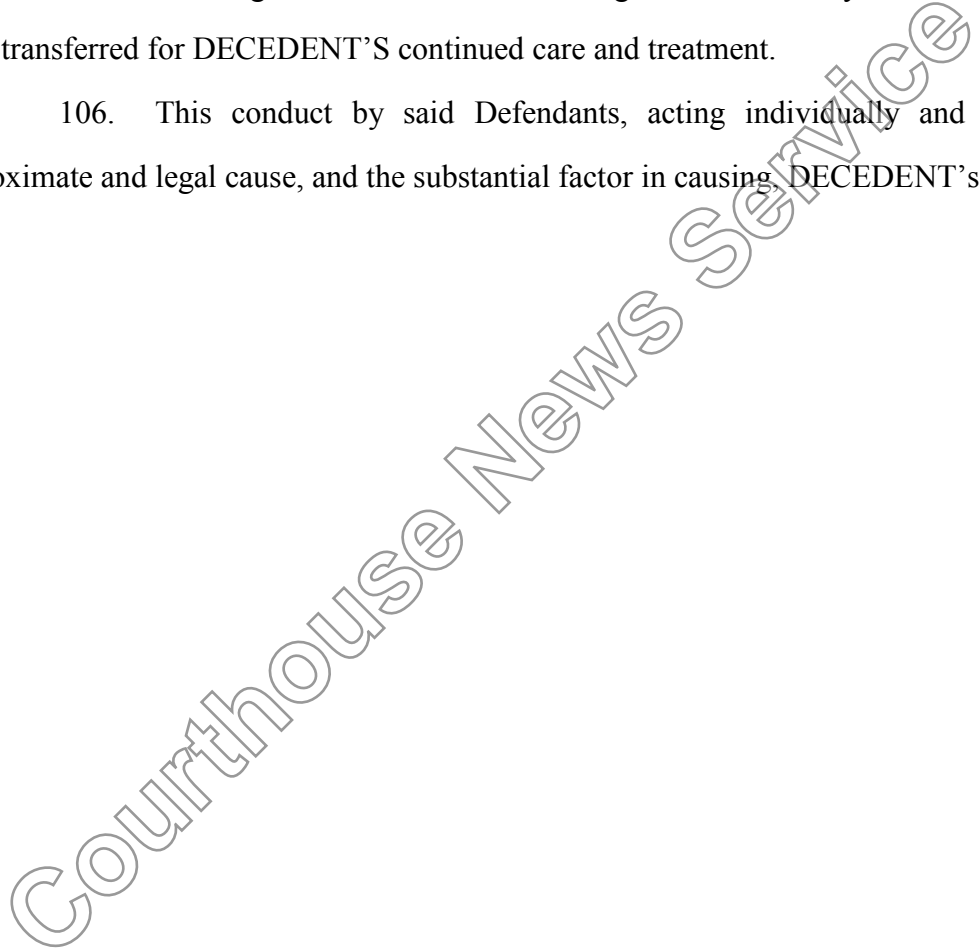 transferred for DECEDENT’S continued care and treatment.
106. This conduct by said Defendants, acting individually and
oximate and legal cause, and the substantial factor in causing, DECEDENT’s
Courthouse News Service